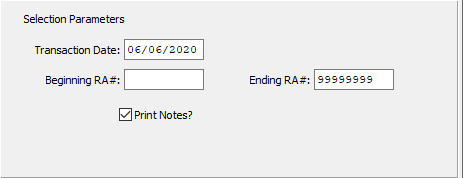 Selection Parameters
Transaction Date: 06/06/2020
Beginning RA#: Ending RA#: 99999999
Print Notes?